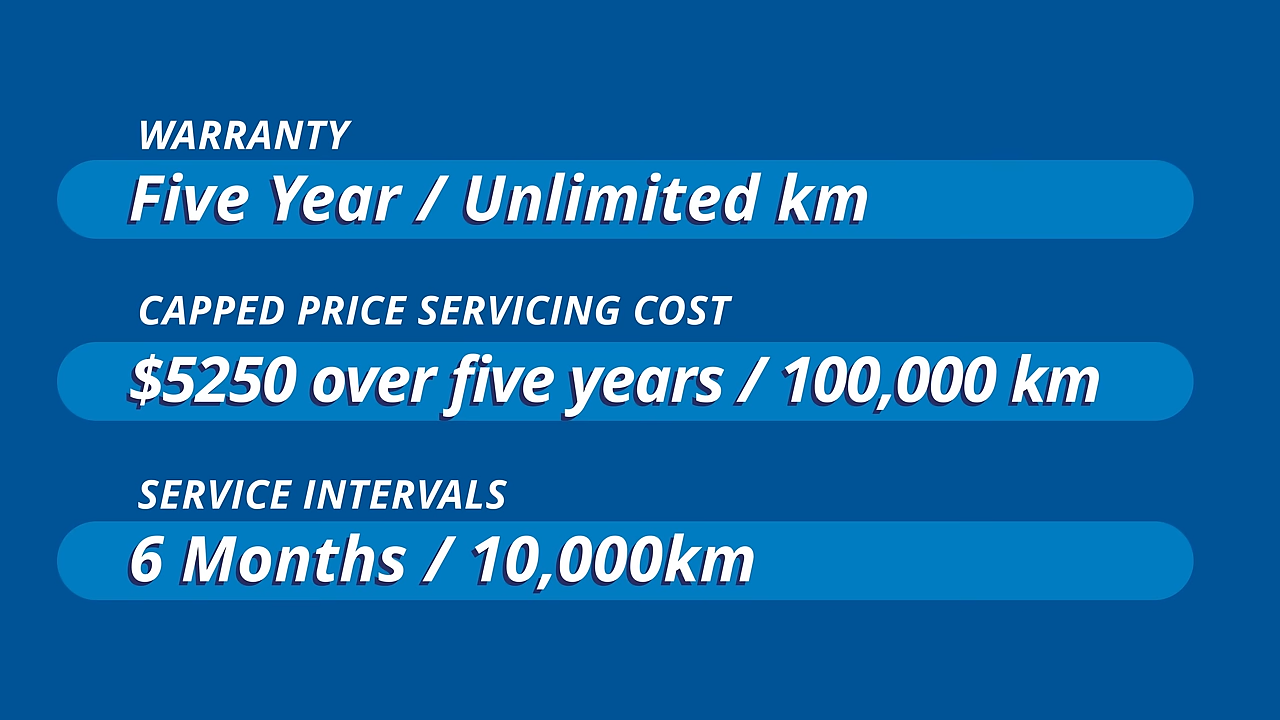 WARRANTY
Five Year / Unlimited km
CAPPED PRICE SERVICING COST
$5250 over five years / 100,000 km
SERVICE INTERVALS
6 Months / 10,000km